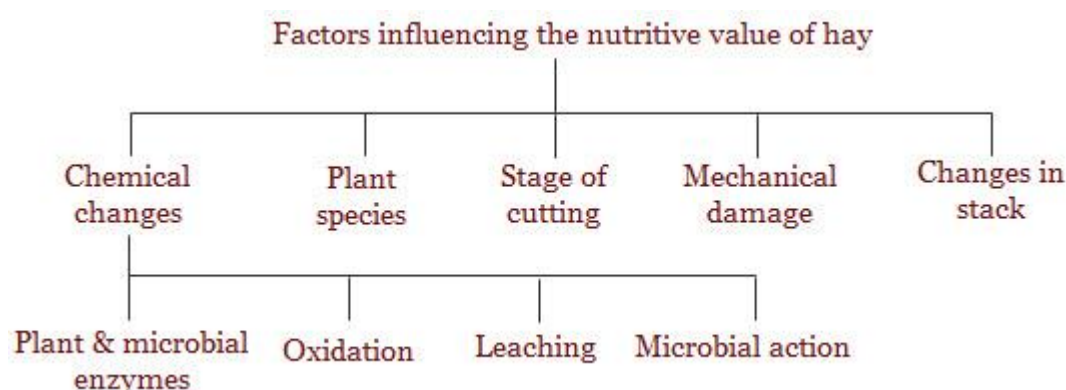 Factors influencing the nutritive value of hay
Chemical
changes
Plant
species
Stage of
cutting
Mechanical
damage
Changes in
stack
Plant & microbial
enzymes
Oxidation
Leaching
Microbial action